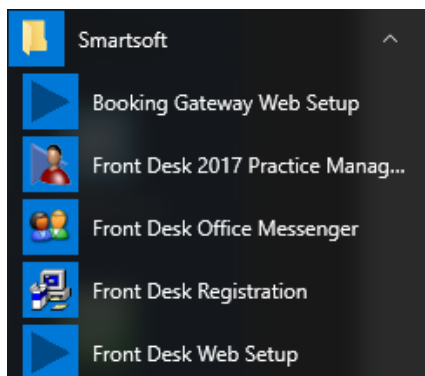 Smartsoft
Booking Gateway Web Setup
Front Desk 2017 Practice Manag...
Front Desk Office Messenger
Front Desk Registration
Front Desk Web Setup